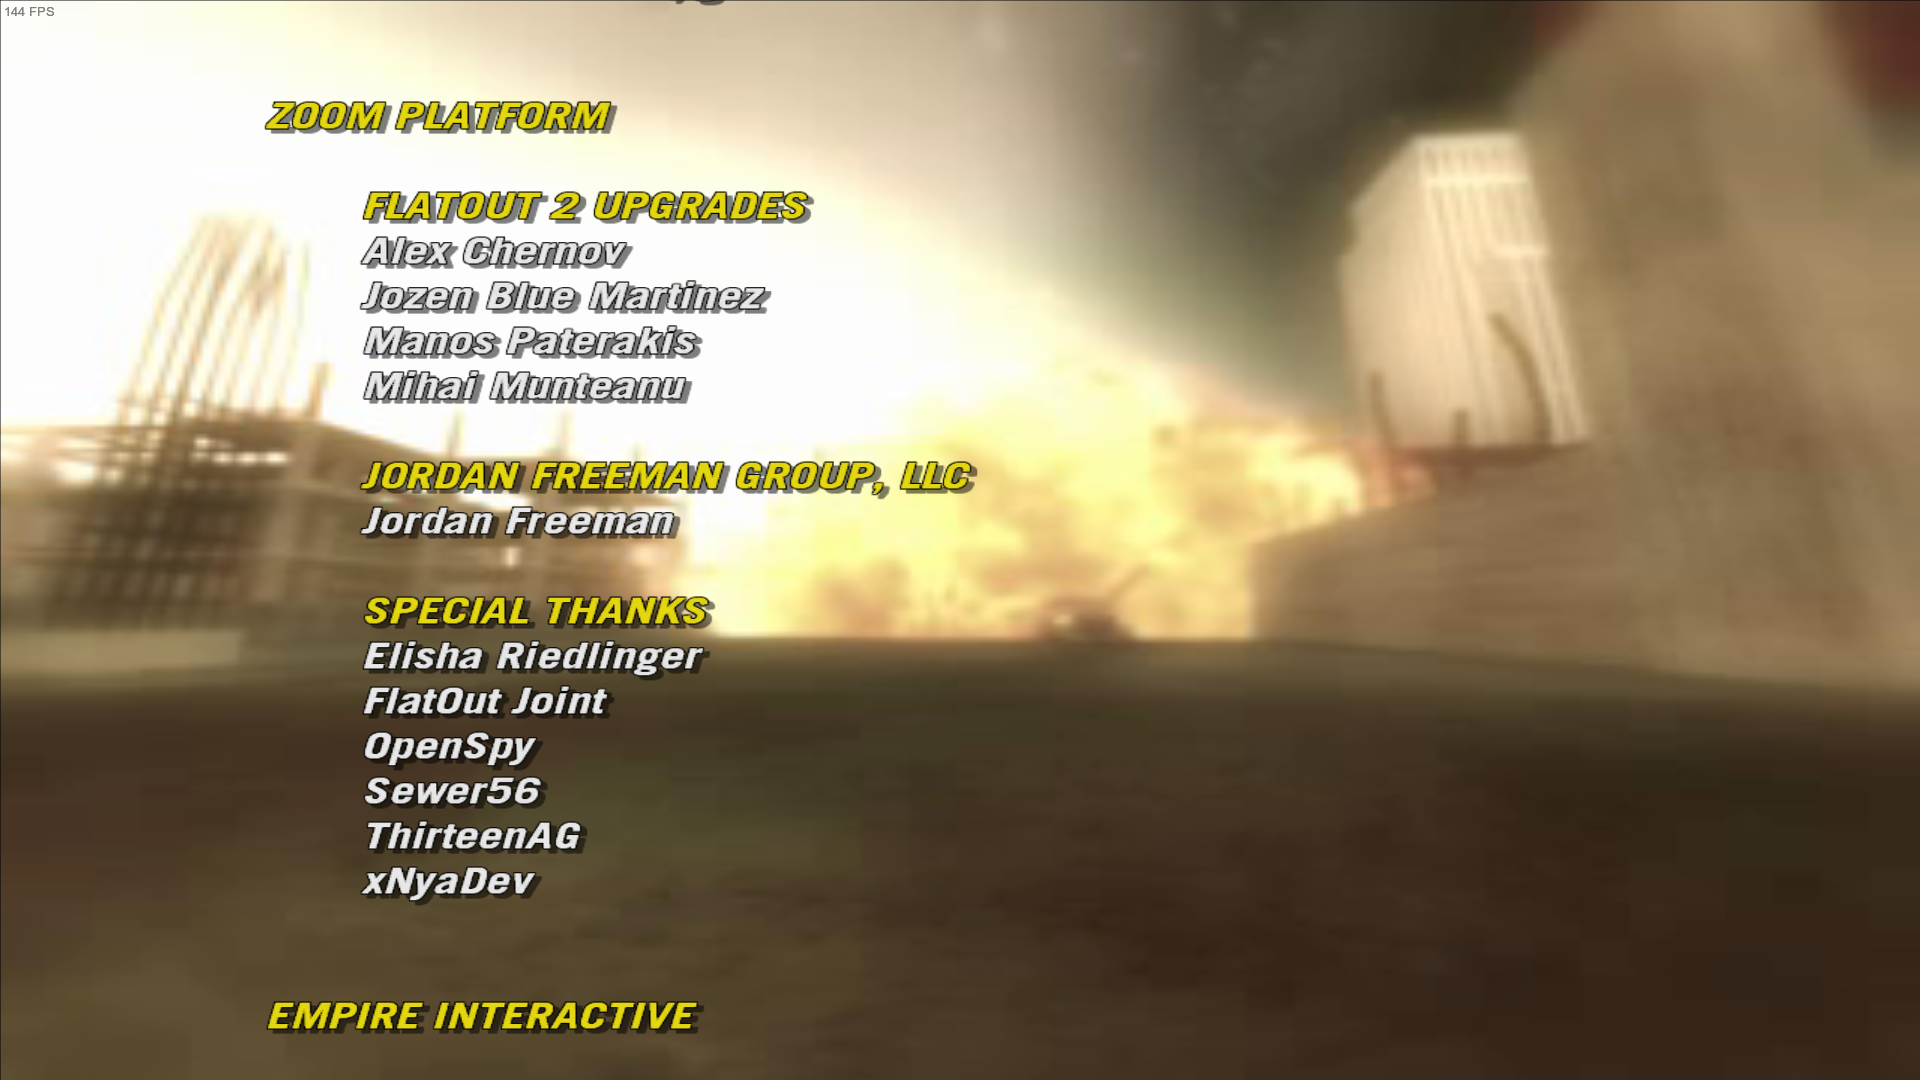 144 FPS
ZOOM PLATFORM
FLATOUT 2 UPGRADES
Alex Chernov
Jozen Blue Martinez
Manos Paterakis
Mihai Munteanu
JORDAN FREEMAN GROUP, LLC
Jordan Freeman
SPECIAL THANKS
Elisha Riedlinger
FlatOut Joint
OpenSpy
Sewer56
ThirteenAG
xNyaDev
EMPIRE INTERACTIVE